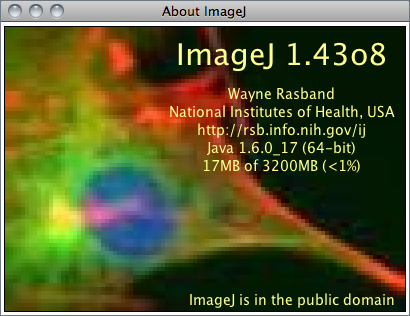 About ImageJ
ImageJ 1.43o8
Wayne Rasband
National Institutes of Health, USA
http://rsb.info.nih.gov/ij
Java 1.6.0_17 (64-bit)
17MB of 3200MB (<1%)
ImageJ is in the public domain